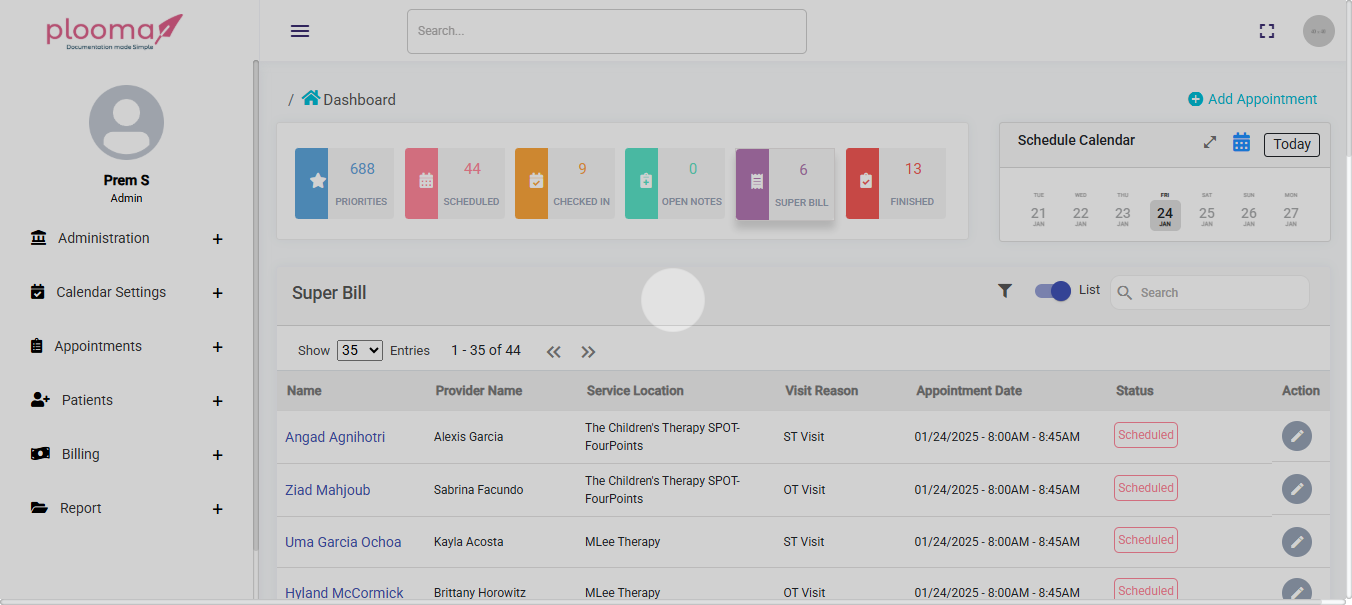 plooma
Documentation made Simple
Search...
Prem S
Admin
Administration +
Calendar Settings +
Appointments +
Patients +
Billing +
Report +
/ Dashboard
Add Appointment
688
PRIORITIES
44
SCHEDULED
9
CHECKED IN
0
OPEN NOTES
6
SUPER BILL
13
FINISHED
Schedule Calendar
Today
TUE WED THU FRI SAT SUN MON
21 22 23 24 25 26 27
JAN JAN JAN JAN JAN JAN JAN
Super Bill
List
Search
Show 35 Entries 1 - 35 of 44
Name Provider Name Service Location Visit Reason Appointment Date Status Action
Angad Agnihotri Alexis Garcia The Children's Therapy SPOT-
FourPoints ST Visit 01/24/2025 - 8:00AM - 8:45AM Scheduled
Ziad Mahjoub Sabrina Facundo The Children's Therapy SPOT-
FourPoints OT Visit 01/24/2025 - 8:00AM - 8:45AM Scheduled
Uma Garcia Ochoa Kayla Acosta MLee Therapy ST Visit 01/24/2025 - 8:00AM - 8:45AM Scheduled
Hyland McCormick Brittany Horowitz MLee Therapy OT Visit 01/24/2025 - 8:00AM - 8:45AM Scheduled